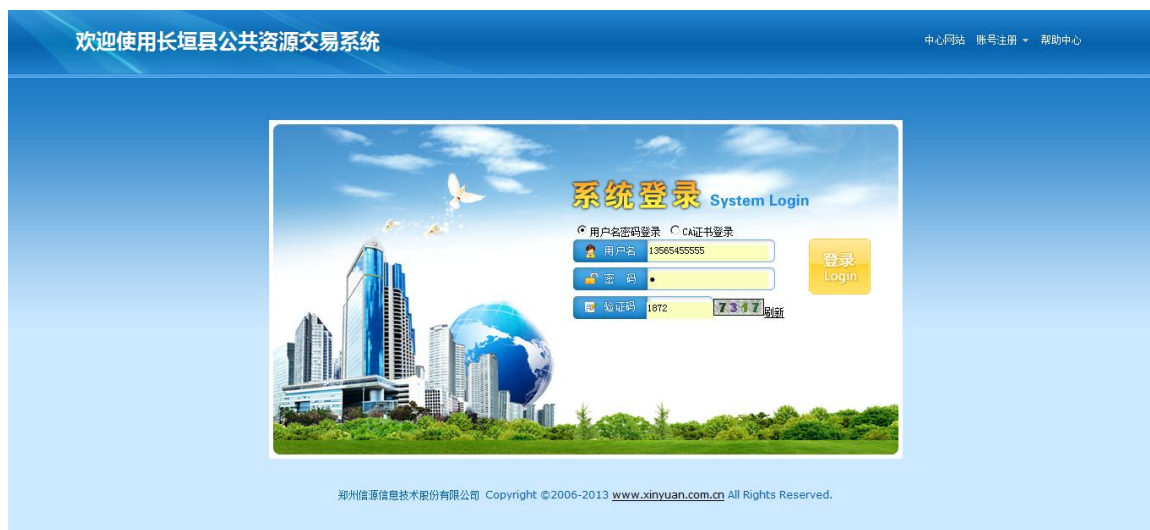 欢迎使用长垣县公共资源交易系统
中心网站 账号注册 帮助中心
系统登录 System Login
用户名密码登录 CA证书登录
用户名 13565455555
登录
Login
密 码 ●
验证码 1872 7317 刷新
郑州信源信息技术股份有限公司 Copyright ©2006-2013 www.xinyuan.com.cn All Rights Reserved.